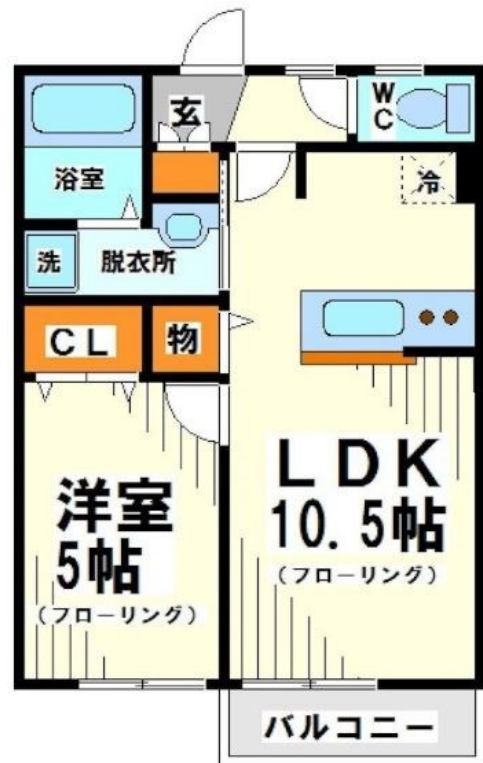 玄
WC
浴室
冷
洗
脱衣所
CL
物
洋室
5帖
(フローリング)
LDK
10.5帖
(フローリング)
バルコニー